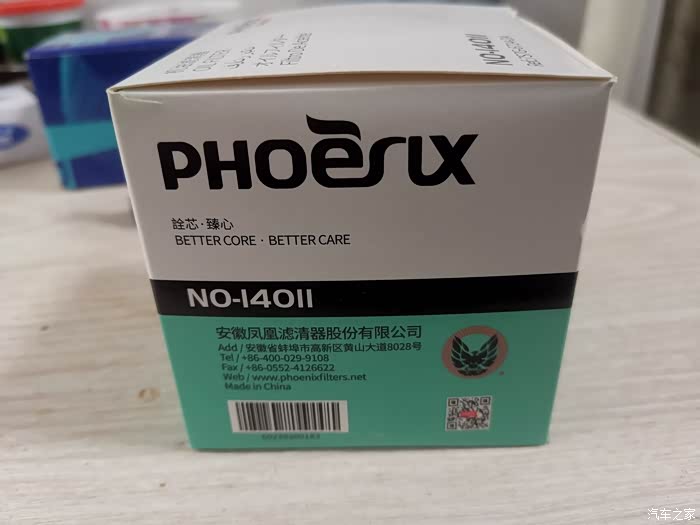 NO-14011
PHOENIX
詮芯·臻心
BETTER CORE · BETTER CARE
NO-14011
安徽凤凰滤清器股份有限公司
Add / 安徽省蚌埠市高新区黄山大道8028号
Tel / +86-400-029-9108
Fax / +86-0552-4126622
Web / www.phoenixfilters.net
Made in China
汽车之家